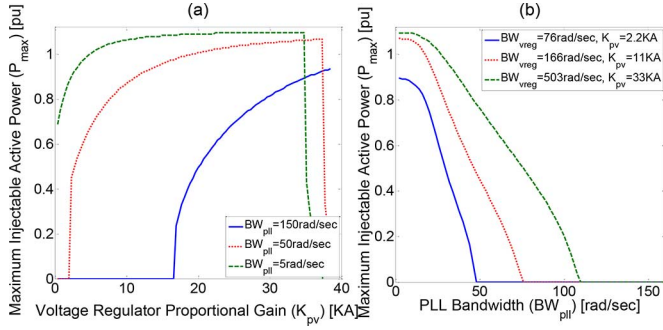 (a)
Maximum Injectable Active Power (Pmax) [pu]
1
0.8
0.6
0.4
0.2
0
0
10
20
30
40
BWpll=150rad/sec
BWpll=50rad/sec
BWpll=5rad/sec
Voltage Regulator Proportional Gain (Kpv) [KA]
(b)
Maximum Injectable Active Power (Pmax) [pu]
1
0.8
0.6
0.4
0.2
0
0
50
100
150
BWvreg=76rad/sec, Kpv=2.2KA
BWvreg=166rad/sec, Kpv=11KA
BWvreg=503rad/sec, Kpv=33KA
PLL Bandwidth (BWpll) [rad/sec]